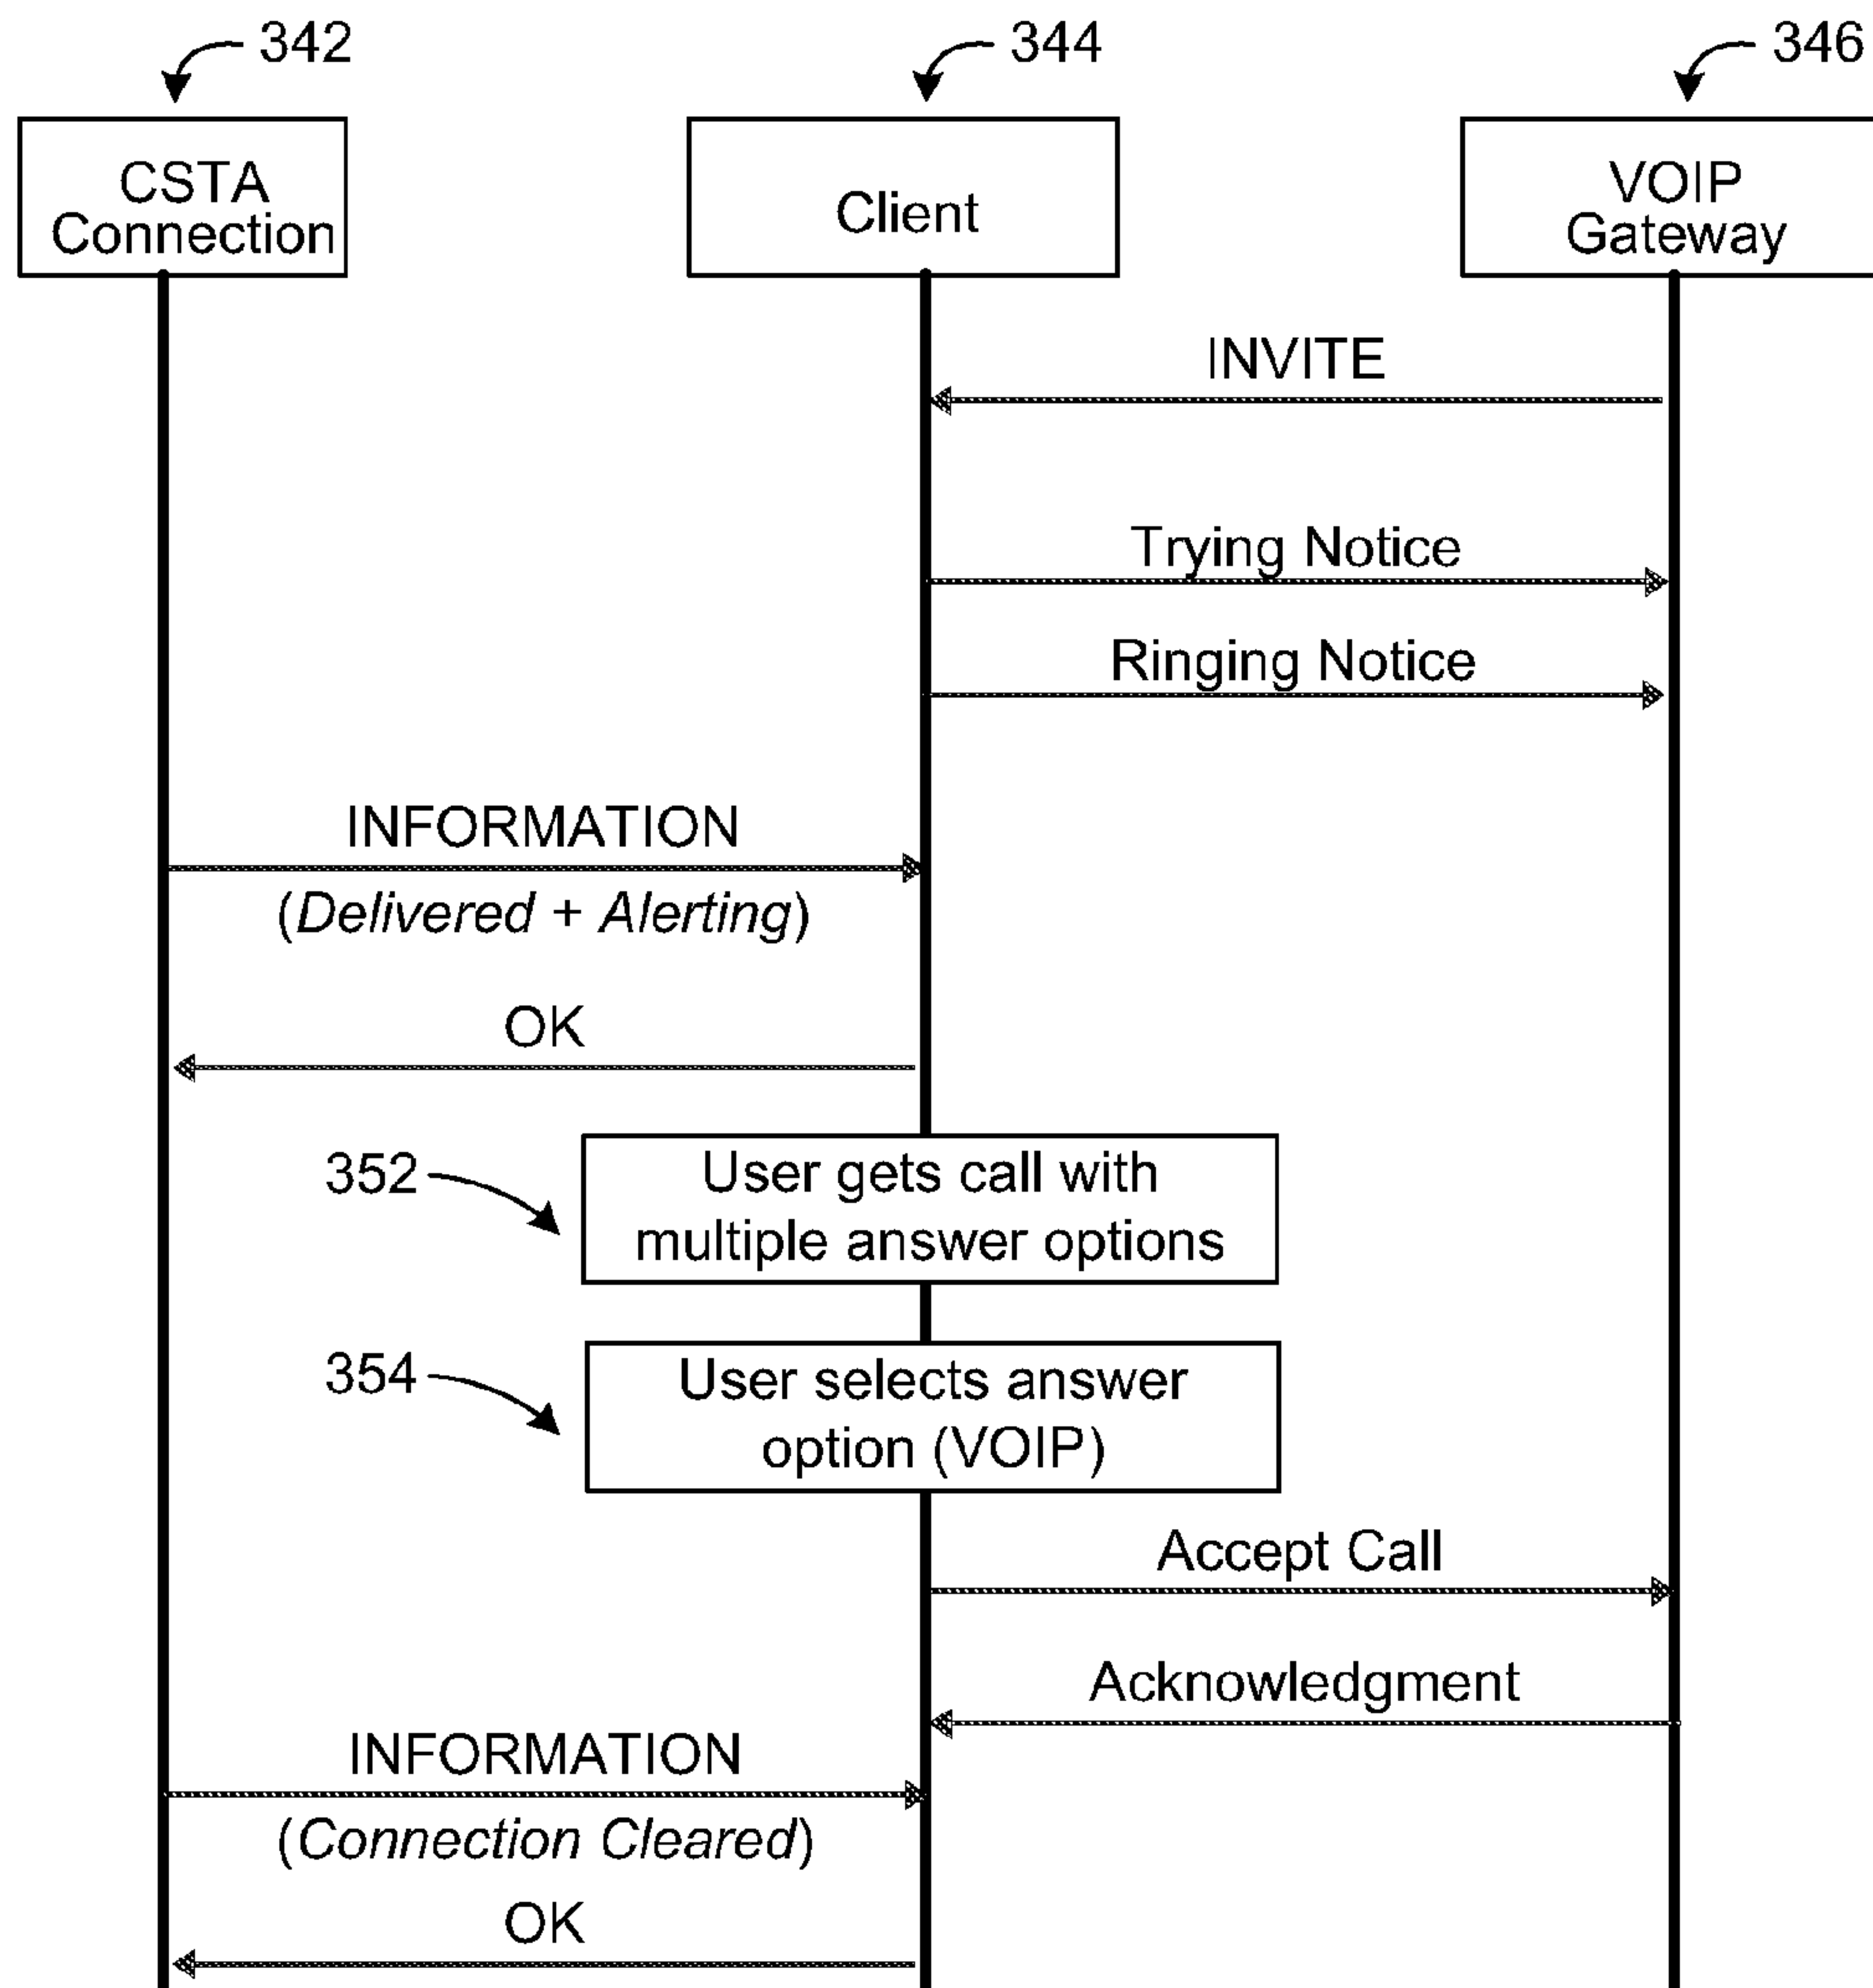 342
344
346
CSTA
Connection
Client
VOIP
Gateway
INVITE
Trying Notice
Ringing Notice
INFORMATION
(Delivered + Alerting)
OK
352
User gets call with
multiple answer options
354
User selects answer
option (VOIP)
Accept Call
Acknowledgment
INFORMATION
(Connection Cleared)
OK